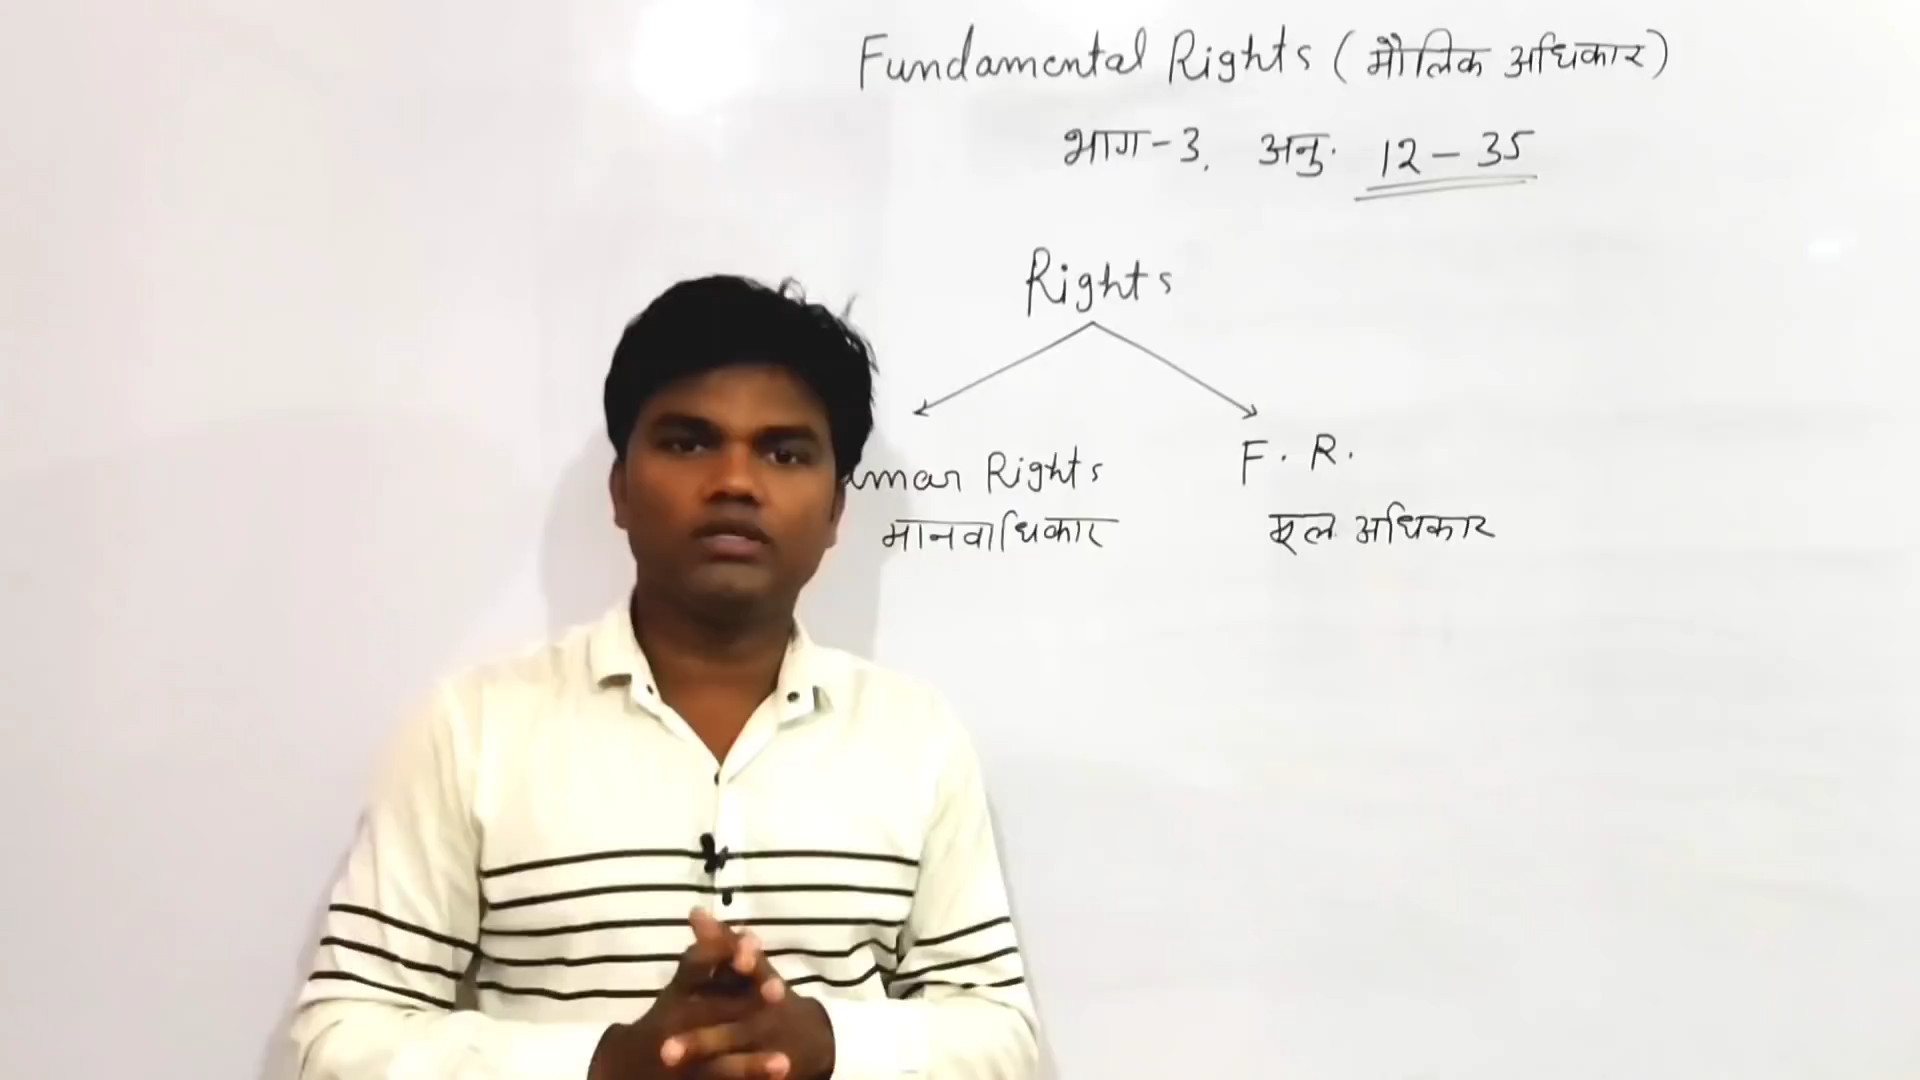 Fundamental Rights (मौलिक अधिकार)
भाग-3, अनु. 12-35
Rights
Rights F. R.
मानवाधिकार मूल अधिकार